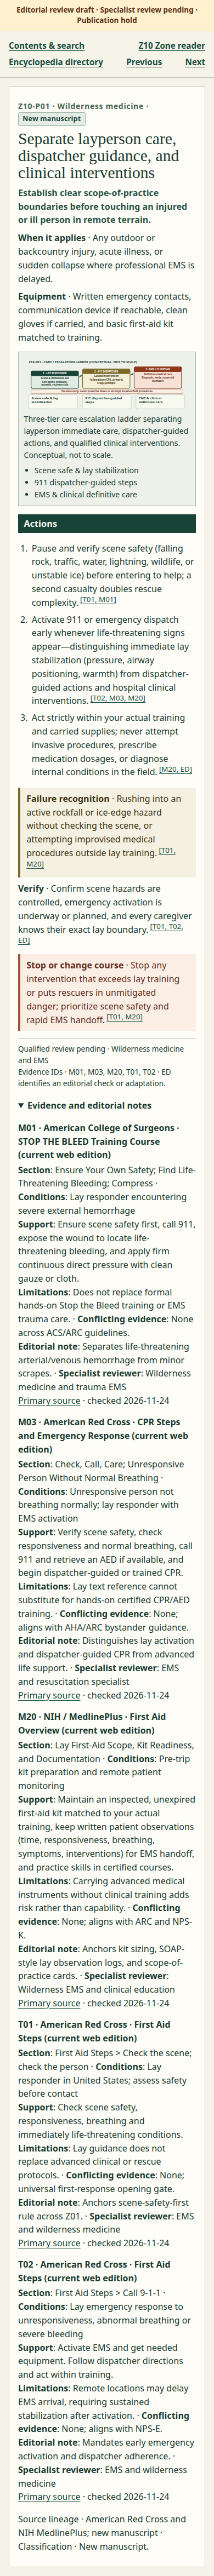 Editorial review draft · Specialist review pending ·
Publication hold
Contents & search
Z10 Zone reader
Encyclopedia directory
Previous
Next
Z10-P01 · Wilderness medicine ·
New manuscript
Separate layperson care,
dispatcher guidance, and
clinical interventions
Establish clear scope-of-practice
boundaries before touching an injured
or ill person in remote terrain.
When it applies · Any outdoor or
backcountry injury, acute illness, or
sudden collapse where professional EMS is
delayed.
Equipment · Written emergency contacts,
communication device if reachable, clean
gloves if carried, and basic first-aid kit
matched to training.
Three-tier care escalation ladder separating
layperson immediate care, dispatcher-guided
actions, and qualified clinical interventions.
Conceptual, not to scale.
• Scene safe & lay stabilization
• 911 dispatcher-guided steps
• EMS & clinical definitive care
Actions
1. Pause and verify scene safety (falling
rock, traffic, water, lightning, wildlife, or
unstable ice) before entering to help; a
second casualty doubles rescue
complexity. [T01, M01]
2. Activate 911 or emergency dispatch
early whenever life-threatening signs
appear—distinguishing immediate lay
stabilization (pressure, airway
positioning, warmth) from dispatcher-
guided actions and hospital clinical
interventions. [T02, M03, M20]
3. Act strictly within your actual training
and carried supplies; never attempt
invasive procedures, prescribe
medication dosages, or diagnose
internal conditions in the field. [M20, ED]
Failure recognition · Rushing into an
active rockfall or ice-edge hazard
without checking the scene, or
attempting improvised medical
procedures outside lay training. [T01,
M20]
Verify · Confirm scene hazards are
controlled, emergency activation is
underway or planned, and every caregiver
knows their exact lay boundary. [T01, T02,
ED]
Stop or change course · Stop any
intervention that exceeds lay training
or puts rescuers in unmitigated
danger; prioritize scene safety and
rapid EMS handoff. [T01, M20]
Qualified review pending · Wilderness medicine
and EMS
Evidence IDs · M01, M03, M20, T01, T02 · ED
identifies an editorial check or adaptation.
▼ Evidence and editorial notes
M01 · American College of Surgeons ·
STOP THE BLEED Training Course
(current web edition)
Section: Ensure Your Own Safety; Find Life-
Threatening Bleeding; Compress ·
Conditions: Lay responder encountering
severe external hemorrhage
Support: Ensure scene safety first, call 911,
expose the wound to locate life-
threatening bleeding, and apply firm
continuous direct pressure with clean
gauze or cloth.
Limitations: Does not replace formal
hands-on Stop the Bleed training or EMS
trauma care. · Conflicting evidence: None
across ACS/ARC guidelines.
Editorial note: Separates life-threatening
arterial/venous hemorrhage from minor
scrapes. · Specialist reviewer: Wilderness
medicine and trauma EMS
Primary source · checked 2026-11-24
M03 · American Red Cross · CPR Steps
and Emergency Response (current web
edition)
Section: Check, Call, Care; Unresponsive
Person Without Normal Breathing ·
Conditions: Unresponsive person not
breathing normally; lay responder with
EMS activation
Support: Verify scene safety, check
responsiveness and normal breathing, call
911 and retrieve an AED if available, and
begin dispatcher-guided or trained CPR.
Limitations: Lay text reference cannot
substitute for hands-on certified CPR/AED
training. · Conflicting evidence: None;
aligns with AHA/ARC bystander guidance.
Editorial note: Distinguishes lay activation
and dispatcher-guided CPR from advanced
life support. · Specialist reviewer: EMS
and resuscitation specialist
Primary source · checked 2026-11-24
M20 · NIH / MedlinePlus · First Aid
Overview (current web edition)
Section: Lay First-Aid Scope, Kit Readiness,
and Documentation · Conditions: Pre-trip
kit preparation and remote patient
monitoring
Support: Maintain an inspected, unexpired
first-aid kit matched to your actual
training, keep written patient observations
(time, responsiveness, breathing,
symptoms, interventions) for EMS handoff,
and practice skills in certified courses.
Limitations: Carrying advanced medical
instruments without clinical training adds
risk rather than capability. · Conflicting
evidence: None; aligns with ARC and NPS-
K.
Editorial note: Anchors kit sizing, SOAP-
style lay observation logs, and scope-of-
practice cards. · Specialist reviewer:
Wilderness EMS and clinical education
Primary source · checked 2026-11-24
T01 · American Red Cross · First Aid
Steps (current web edition)
Section: First Aid Steps > Check the scene;
check the person · Conditions: Lay
responder in United States; assess safety
before contact
Support: Check scene safety,
responsiveness, breathing and
immediately life-threatening conditions.
Limitations: Lay guidance does not
replace advanced clinical or rescue
protocols. · Conflicting evidence: None;
universal first-response opening gate.
Editorial note: Anchors scene-safety-first
rule across Z01. · Specialist reviewer: EMS
and wilderness medicine
Primary source · checked 2026-11-24
T02 · American Red Cross · First Aid
Steps (current web edition)
Section: First Aid Steps > Call 9-1-1 ·
Conditions: Lay emergency response to
unresponsiveness, abnormal breathing or
severe bleeding
Support: Activate EMS and get needed
equipment. Follow dispatcher directions
and act within training.
Limitations: Remote locations may delay
EMS arrival, requiring sustained
stabilization after activation. · Conflicting
evidence: None; aligns with NPS-E.
Editorial note: Mandates early emergency
activation and dispatcher adherence. ·
Specialist reviewer: EMS and wilderness
medicine
Primary source · checked 2026-11-24
Source lineage · American Red Cross and
NIH MedlinePlus; new manuscript ·
Classification · New manuscript.